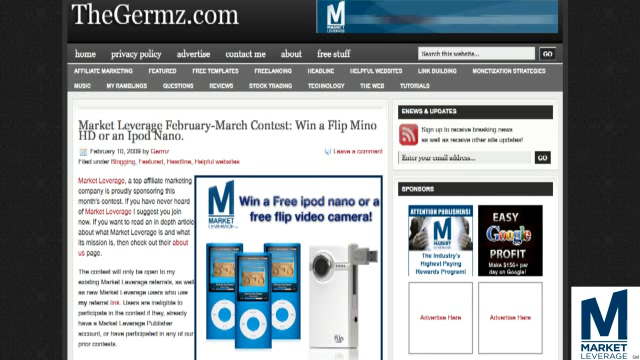 TheGermz.com
MARKET
LEVERAGE
home privacy policy advertise contact me about free stuff
Search this website...
GO
AFFILIATE MARKETING FEATURED FREE TEMPLATES FREELANCING HEADLINE HELPFUL WEBSITES LINK BUILDING MONETIZATION STRATEGIES
MUSIC MY RAMBLINGS QUESTIONS REVIEWS STOCK TRADING TECHNOLOGY THE WEB TUTORIALS
Market Leverage February-March Contest: Win a Flip Mino
HD or an Ipod Nano.
February 10, 2009 by Germz
Leave a comment
Filed under Blogging, Featured, Headline, Helpful websites
Market Leverage, a top affiliate marketing
company is proudly sponsoring this
month's contest. If you have never heard
of Market Leverage I suggest you join
now. If you want to read an in depth article
about what Market Leverage is and what
its mission is, then check out their about
us page.
The contest will only be open to my
existing Market Leverage referrals, as well
as new Market Leverage users who use
my referral link. Users are ineligible to
participate in the contest if they, already
have a Market Leverage Publisher
account, or have participated in any of our
prior contests.
MARKET
LEVERAGE
Win a Free ipod nano or a
free flip video camera!
flip
ENEWS & UPDATES
Sign up to receive breaking news
as well as receive other site updates!
Enter your email address...
GO
SPONSORS
ATTENTION PUBLISHERS!
MARKET
LEVERAGE
The Industry's
Highest Paying
Rewards Program!
EASY
Google
PROFIT
Make $150+ per
day on Google!
Advertise Here
Advertise Here
MARKET
LEVERAGE